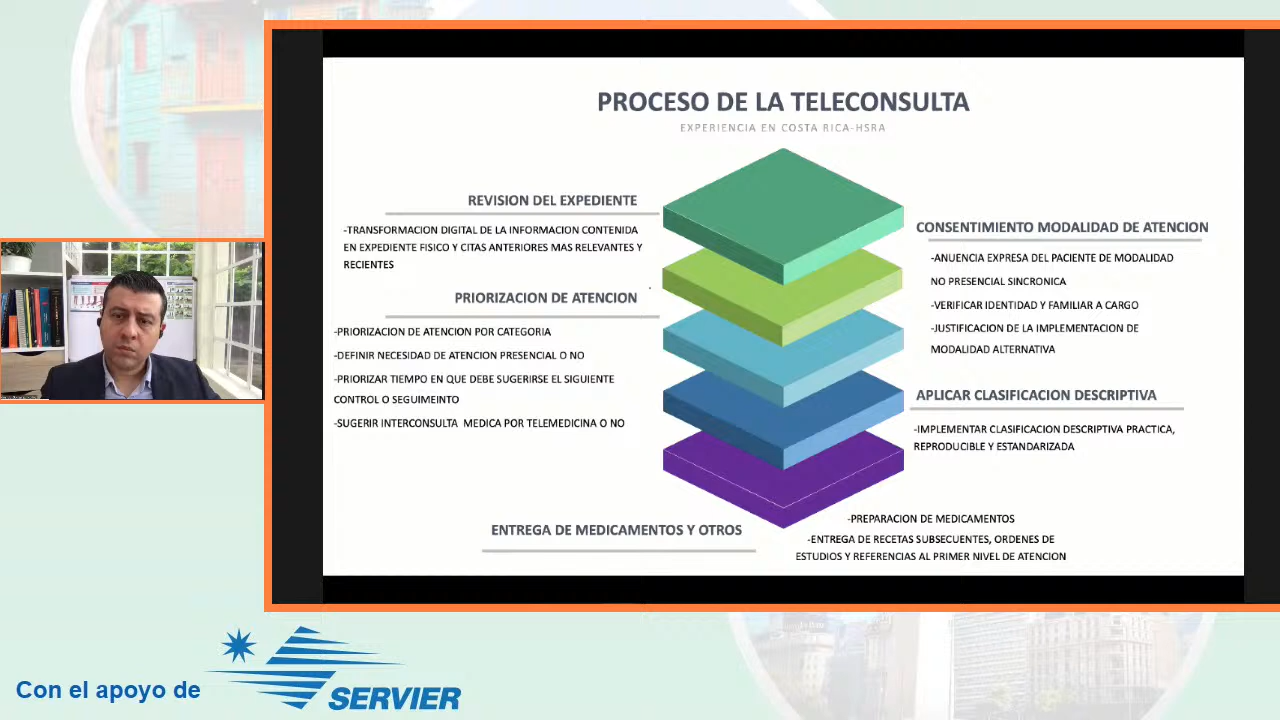 PROCESO DE LA TELECONSULTA
EXPERIENCIA EN COSTA RICA-HSRA
REVISION DEL EXPEDIENTE
-TRANSFORMACION DIGITAL DE LA INFORMACION CONTENIDA
EN EXPEDIENTE FISICO Y CITAS ANTERIORES MAS RELEVANTES Y
RECIENTES
CONSENTIMIENTO MODALIDAD DE ATENCION
-ANUENCIA EXPRESA DEL PACIENTE DE MODALIDAD
NO PRESENCIAL SINCRONICA
-VERIFICAR IDENTIDAD Y FAMILIAR A CARGO
-JUSTIFICACION DE LA IMPLEMENTACION DE
MODALIDAD ALTERNATIVA
PRIORIZACION DE ATENCION
-PRIORIZACION DE ATENCION POR CATEGORIA
-DEFINIR NECESIDAD DE ATENCION PRESENCIAL O NO
-PRIORIZAR TIEMPO EN QUE DEBE SUGERIRSE EL SIGUIENTE
CONTROL O SEGUIMEINTO
-SUGERIR INTERCONSULTA MEDICA POR TELEMEDICINA O NO
APLICAR CLASIFICACION DESCRIPTIVA
-IMPLEMENTAR CLASIFICACION DESCRIPTIVA PRACTICA,
REPRODUCIBLE Y ESTANDARIZADA
ENTREGA DE MEDICAMENTOS Y OTROS
-PREPARACION DE MEDICAMENTOS
-ENTREGA DE RECETAS SUBSECUENTES, ORDENES DE
ESTUDIOS Y REFERENCIAS AL PRIMER NIVEL DE ATENCION
Con el apoyo de
SERVIER